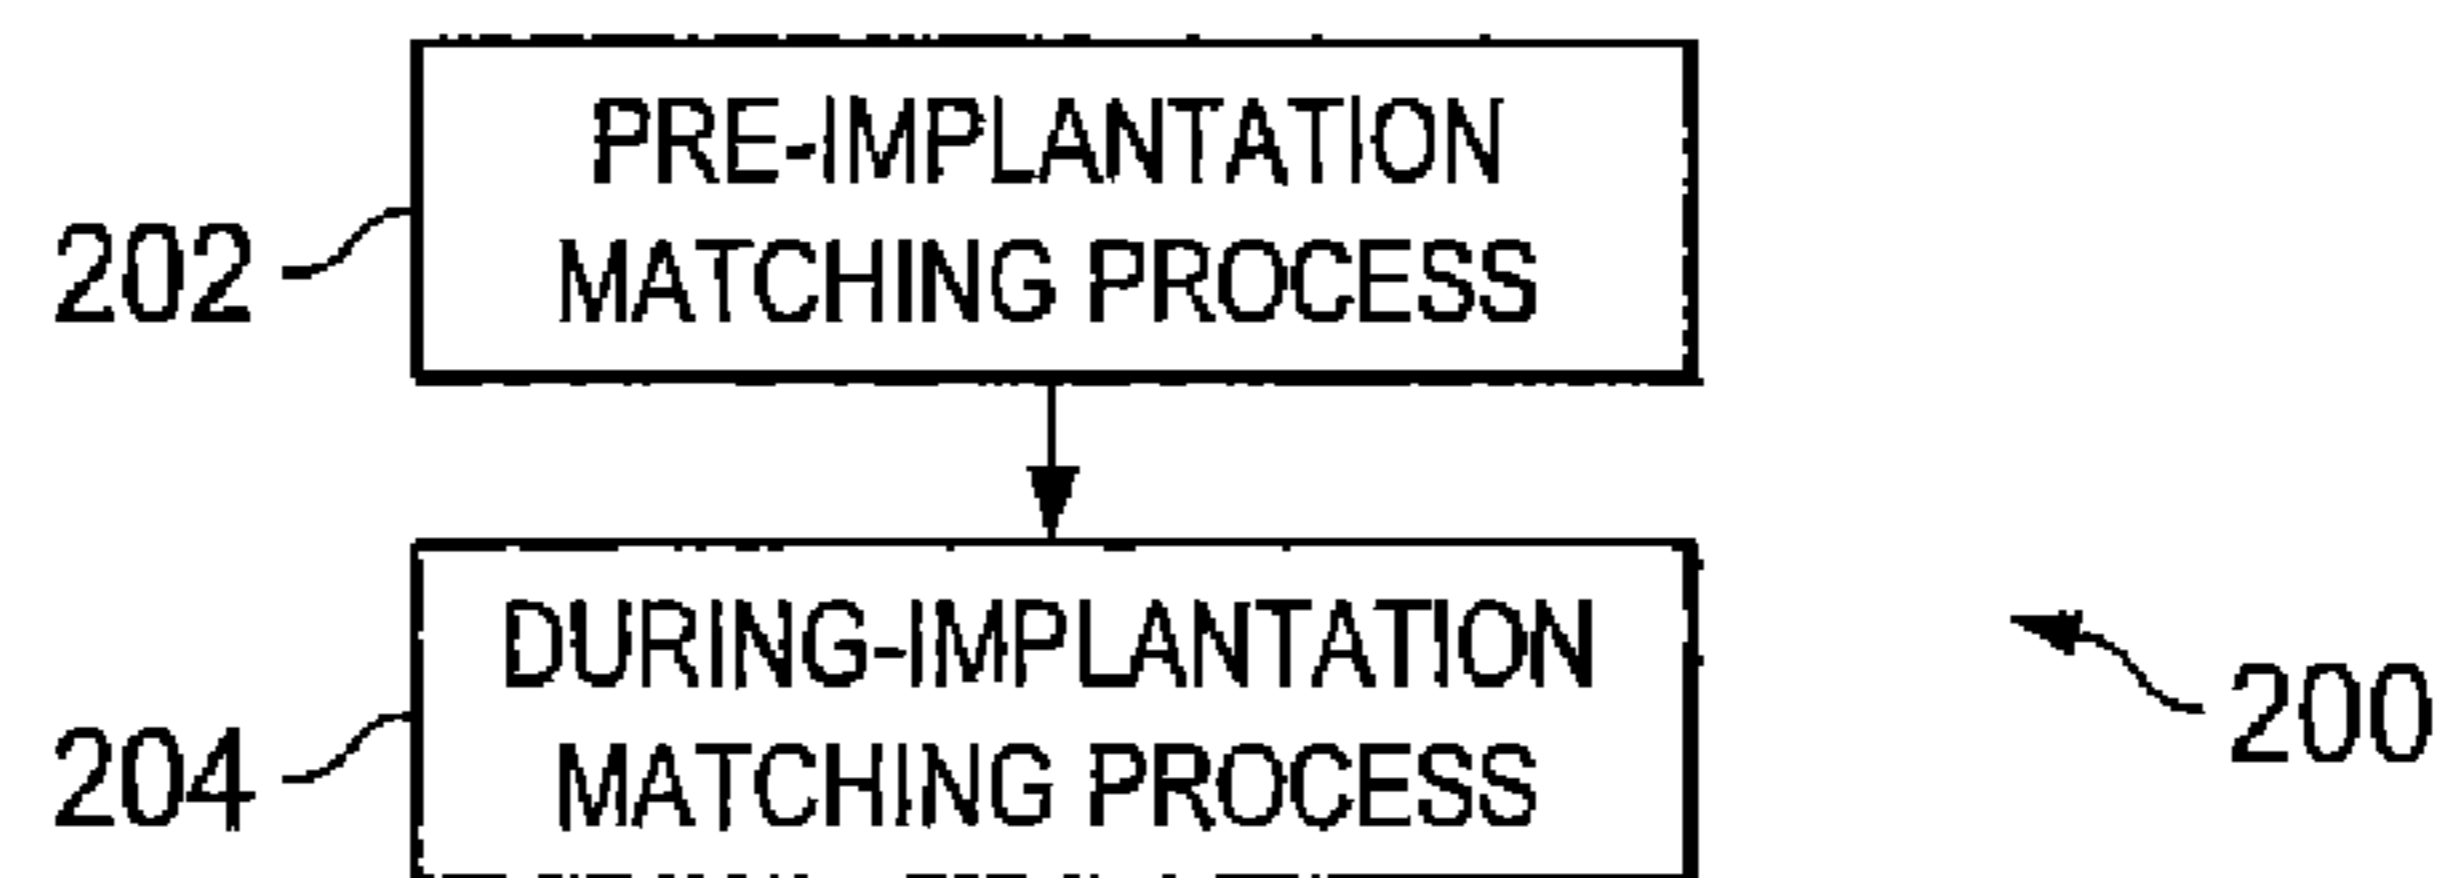 PRE-IMPLANTATION
MATCHING PROCESS
202
DURING-IMPLANTATION
MATCHING PROCESS
204
200